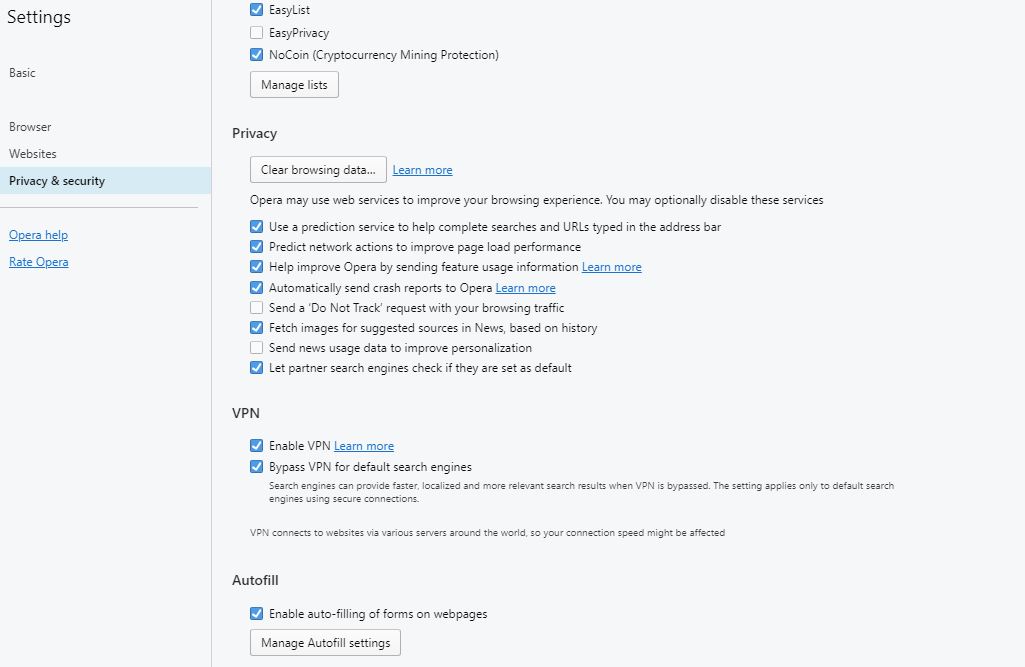 Settings
Basic
Browser
Websites
Privacy & security
Opera help
Rate Opera
EasyList
EasyPrivacy
NoCoin (Cryptocurrency Mining Protection)
Manage lists
Privacy
Clear browsing data... Learn more
Opera may use web services to improve your browsing experience. You may optionally disable these services
Use a prediction service to help complete searches and URLs typed in the address bar
Predict network actions to improve page load performance
Help improve Opera by sending feature usage information Learn more
Automatically send crash reports to Opera Learn more
Send a ‘Do Not Track’ request with your browsing traffic
Fetch images for suggested sources in News, based on history
Send news usage data to improve personalization
Let partner search engines check if they are set as default
VPN
Enable VPN Learn more
Bypass VPN for default search engines
Search engines can provide faster, localized and more relevant search results when VPN is bypassed. The setting applies only to default search
engines using secure connections.
VPN connects to websites via various servers around the world, so your connection speed might be affected
Autofill
Enable auto-filling of forms on webpages
Manage Autofill settings